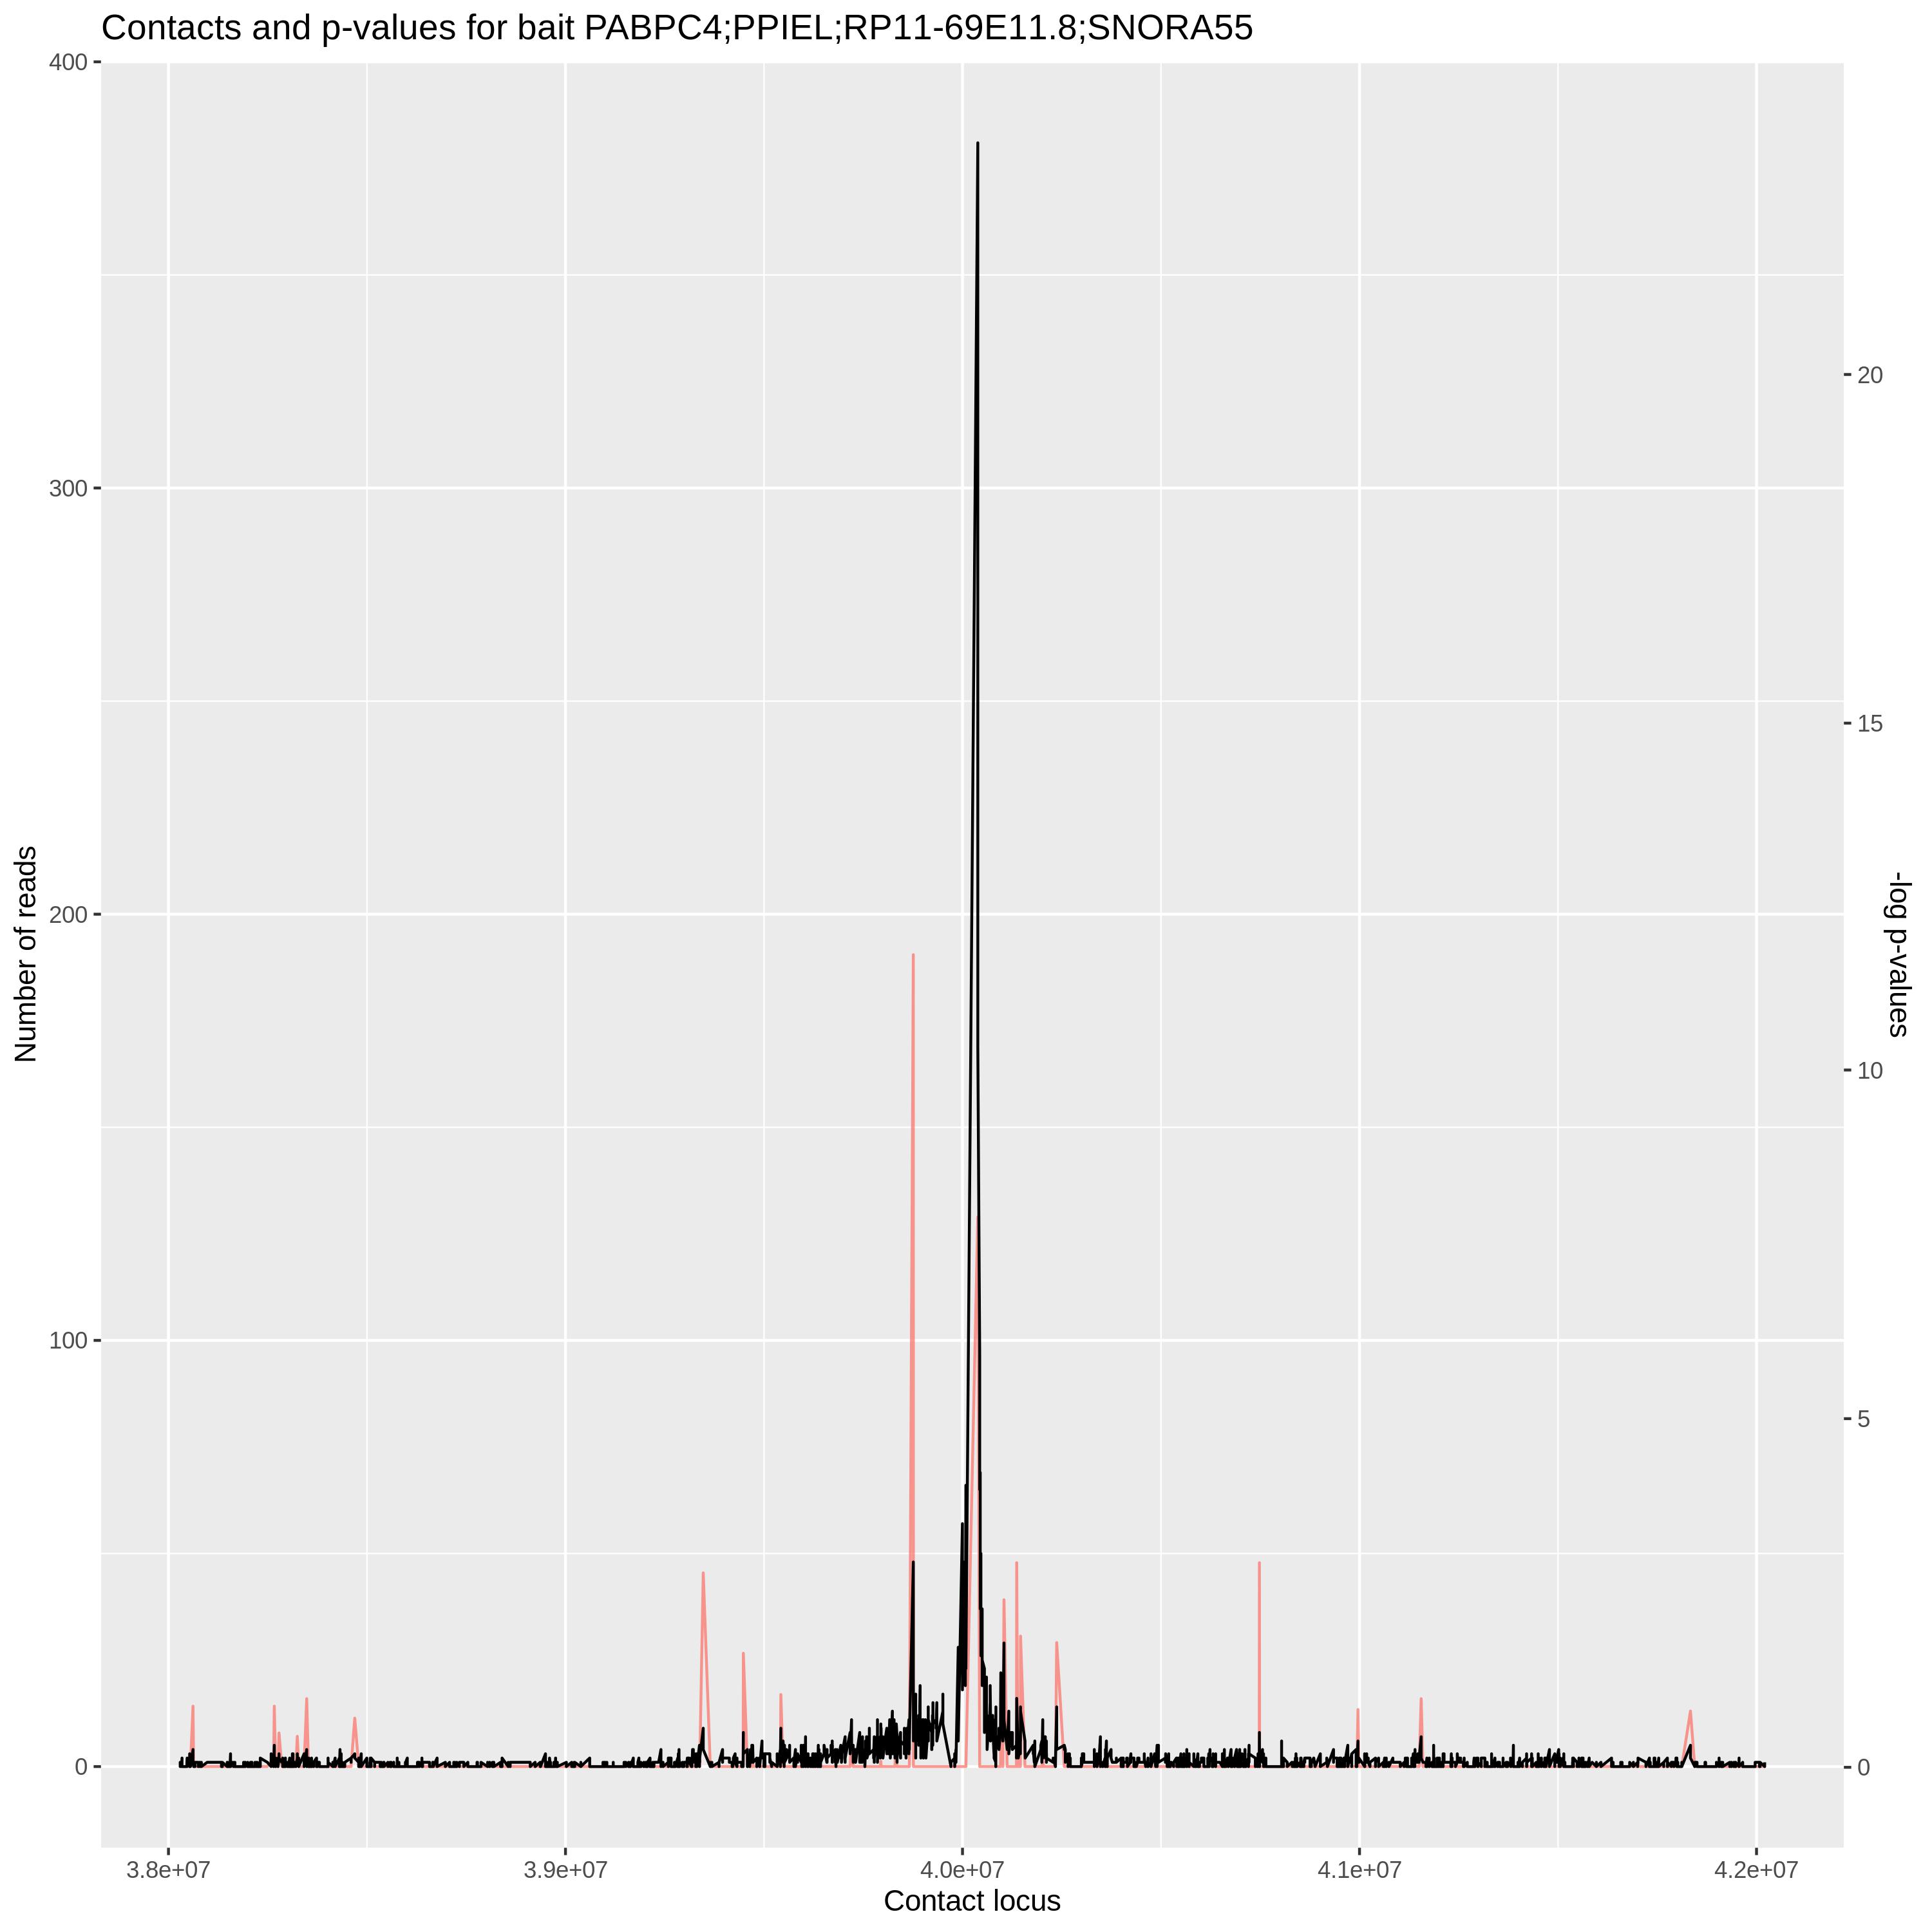 Contacts and p-values for bait PABPC4;PPIEL;RP11-69E11.8;SNORA55
400
300
200
100
0
Number of reads
20
15
10
5
0
-log p-values
3.8e+07
3.9e+07
4.0e+07
4.1e+07
4.2e+07
Contact locus